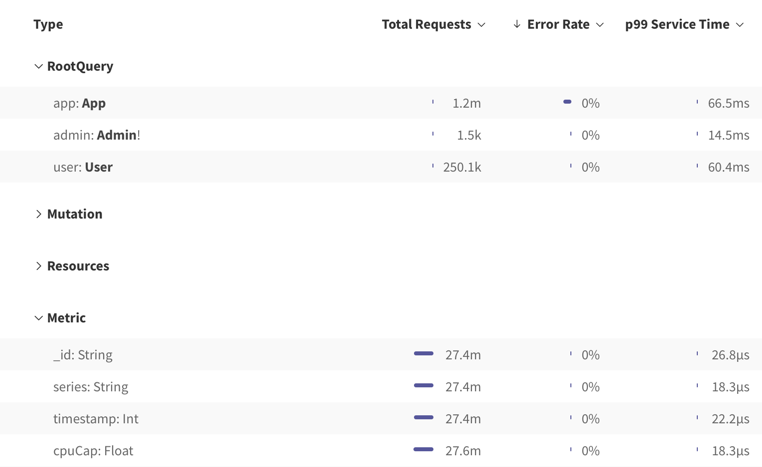 Type Total Requests Error Rate p99 Service Time
RootQuery
app: App 1.2m 0% 66.5ms
admin: Admin! 1.5k 0% 14.5ms
user: User 250.1k 0% 60.4ms
Mutation
Resources
Metric
_id: String 27.4m 0% 26.8µs
series: String 27.4m 0% 18.3µs
timestamp: Int 27.4m 0% 22.2µs
cpuCap: Float 27.6m 0% 18.3µs